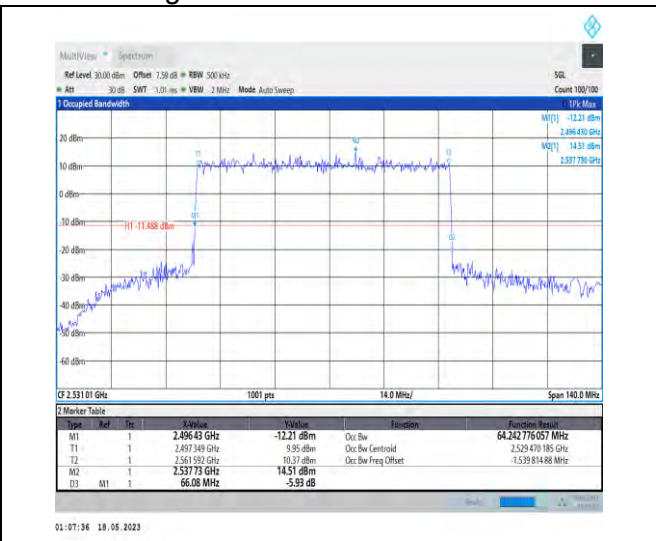 MultiView Spectrum
Ref Level 30.00 dBm Offset 7.59 dB RBW 500 kHz SGL
Att 30 dB SWT 1.01 ms VBW 2 MHz Mode Auto Sweep Count 100/100
1 Occupied Bandwidth 1Pk Max
M1[1] -12.21 dBm
2.496 430 GHz
M2[1] 14.51 dBm
2.537 730 GHz
20 dBm
M2
T1 T2
10 dBm
0 dBm
M1
-10 dBm
H1 -11.488 dBm
D3
-20 dBm
-30 dBm
-40 dBm
-50 dBm
-60 dBm
CF 2.531 01 GHz 1001 pts 14.0 MHz/ Span 140.0 MHz
2 Marker Table
Type Ref Trc X-Value Y-Value Function Function Result
M1 1 2.496 43 GHz -12.21 dBm Occ Bw 64.242 776 057 MHz
T1 1 2.497 349 GHz 9.95 dBm Occ Bw Centroid 2.529 470 185 GHz
T2 1 2.561 592 GHz 10.37 dBm Occ Bw Freq Offset -1.539 814 88 MHz
M2 1 2.537 73 GHz 14.51 dBm
D3 M1 1 66.08 MHz -5.93 dB
01:07:36 18.05.2023